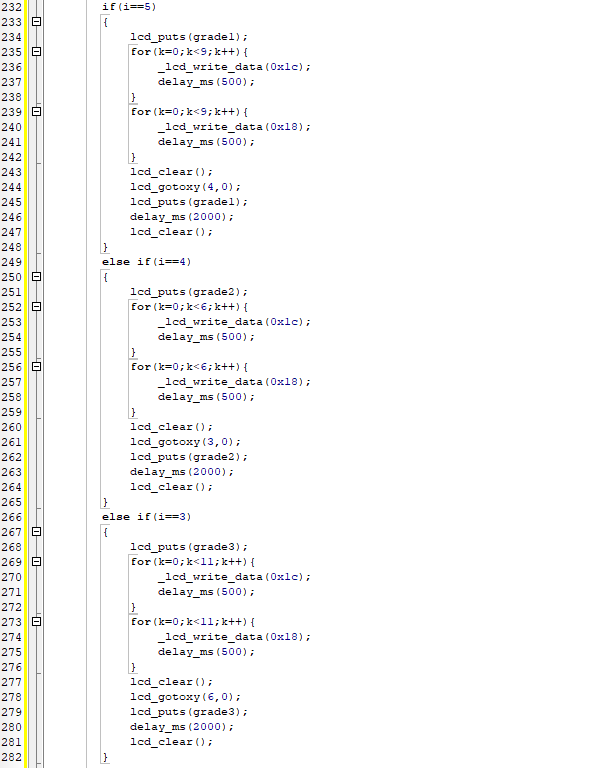 232 if(i==5)
233 {
234 lcd_puts(grade1);
235 for(k=0;k<9;k++){
236 _lcd_write_data(0x1c);
237 delay_ms(500);
238 }
239 for(k=0;k<9;k++){
240 _lcd_write_data(0x18);
241 delay_ms(500);
242 }
243 lcd_clear();
244 lcd_gotoxy(4,0);
245 lcd_puts(grade1);
246 delay_ms(2000);
247 lcd_clear();
248 }
249 else if(i==4)
250 {
251 lcd_puts(grade2);
252 for(k=0;k<6;k++){
253 _lcd_write_data(0x1c);
254 delay_ms(500);
255 }
256 for(k=0;k<6;k++){
257 _lcd_write_data(0x18);
258 delay_ms(500);
259 }
260 lcd_clear();
261 lcd_gotoxy(3,0);
262 lcd_puts(grade2);
263 delay_ms(2000);
264 lcd_clear();
265 }
266 else if(i==3)
267 {
268 lcd_puts(grade3);
269 for(k=0;k<11;k++){
270 _lcd_write_data(0x1c);
271 delay_ms(500);
272 }
273 for(k=0;k<11;k++){
274 _lcd_write_data(0x18);
275 delay_ms(500);
276 }
277 lcd_clear();
278 lcd_gotoxy(6,0);
279 lcd_puts(grade3);
280 delay_ms(2000);
281 lcd_clear();
282 }